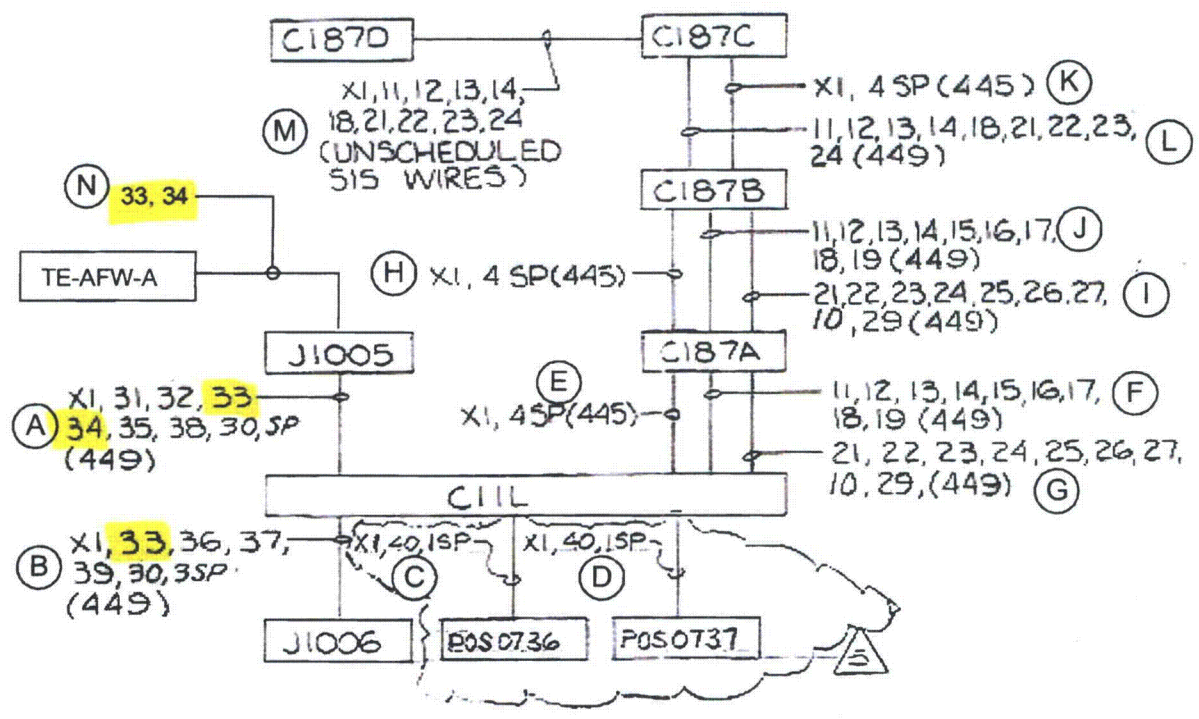 C187D
C187C
X1, 11, 12, 13, 14,
18, 21, 22, 23, 24
(UNSCHEDULED
SIS WIRES)
M
X1, 4 SP (445)
K
11, 12, 13, 14, 18, 21, 22, 23,
24 (449)
L
C187B
N
33, 34
TE-AFW-A
H
X1, 4 SP (445)
11, 12, 13, 14, 15, 16, 17,
18, 19 (449)
J
21, 22, 23, 24, 25, 26, 27,
10, 29 (449)
I
J1005
C187A
X1, 31, 32, 33
34, 35, 38, 30, SP
(449)
A
E
X1, 4SP (445)
11, 12, 13, 14, 15, 16, 17,
18, 19 (449)
F
21, 22, 23, 24, 25, 26, 27,
10, 29, (449)
G
C111L
X1, 33, 36, 37,
39, 30, 3SP
(449)
B
X1, 40, 1SP
C
X1, 40, 1SP
D
J1006
POS0736
POS0737
5